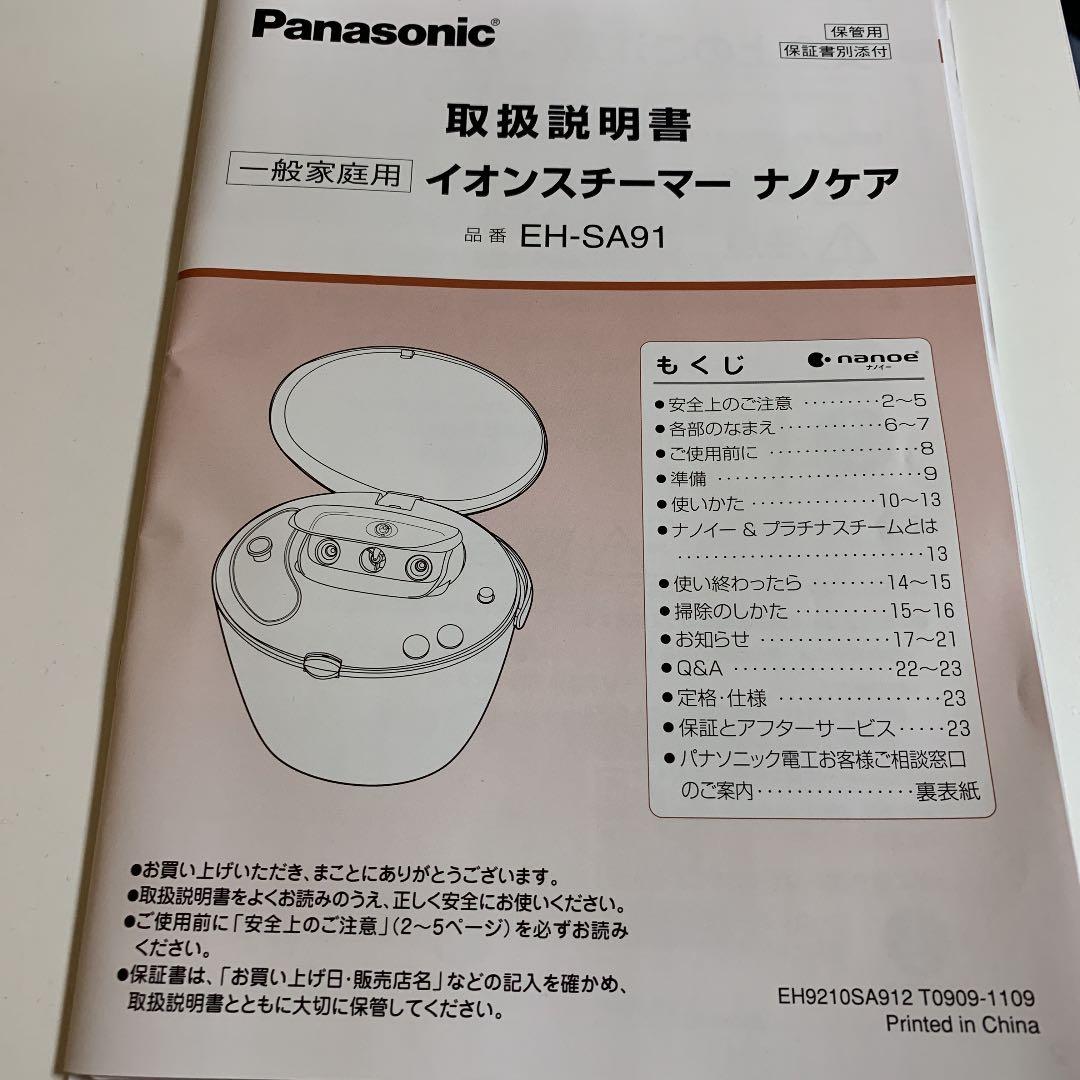 Panasonic®
保管用
保証書別添付
取扱説明書
一般家庭用 イオンスチーマー ナノケア
品番 EH-SA91
もくじ nanoe®
ナノイー
●安全上のご注意 ·········2～5
●各部のなまえ············6～7
●ご使用前に ·················8
●準備 ······················9
●使いかた ··············10～13
●ナノイー & プラチナスチームとは
···························13
●使い終わったら ········14～15
●掃除のしかた ··········15～16
●お知らせ ··············17～21
●Q&A ·················22～23
●定格·仕様 ·················23
●保証とアフターサービス·····23
●パナソニック電工お客様ご相談窓口
のご案内················裏表紙
●お買い上げいただき、まことにありがとうございます。
●取扱説明書をよくお読みのうえ、正しく安全にお使いください。
●ご使用前に「安全上のご注意」(2～5ページ)を必ずお読み
ください。
●保証書は、「お買い上げ日·販売店名」などの記入を確かめ、
取扱説明書とともに大切に保管してください。
EH9210SA912 T0909-1109
Printed in China